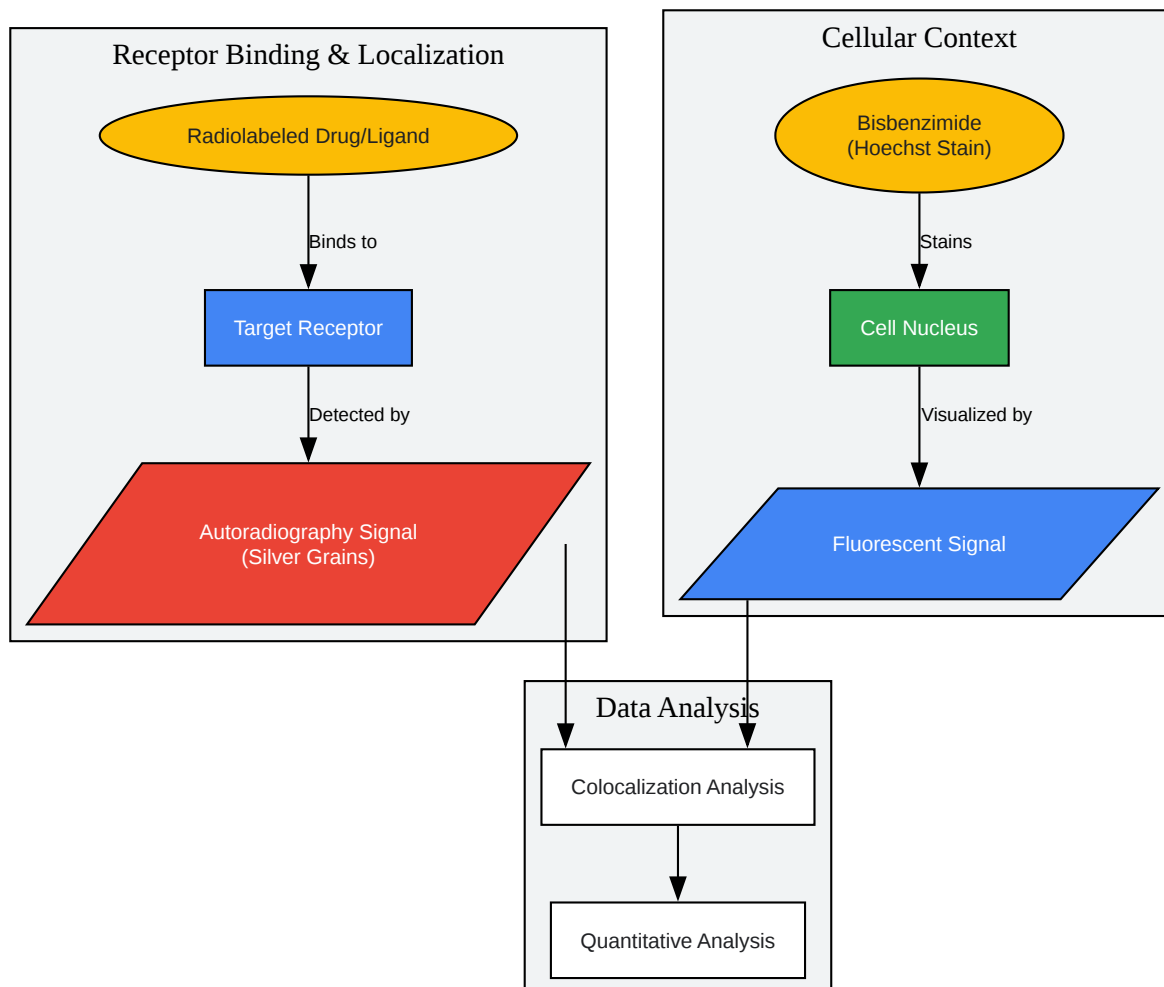 Receptor Binding & Localization
Radiolabeled Drug/Ligand
Binds to
Target Receptor
Detected by
Autoradiography Signal
(Silver Grains)
Cellular Context
Bisbenzimide
(Hoechst Stain)
Stains
Cell Nucleus
Visualized by
Fluorescent Signal
Data Analysis
Colocalization Analysis
Quantitative Analysis